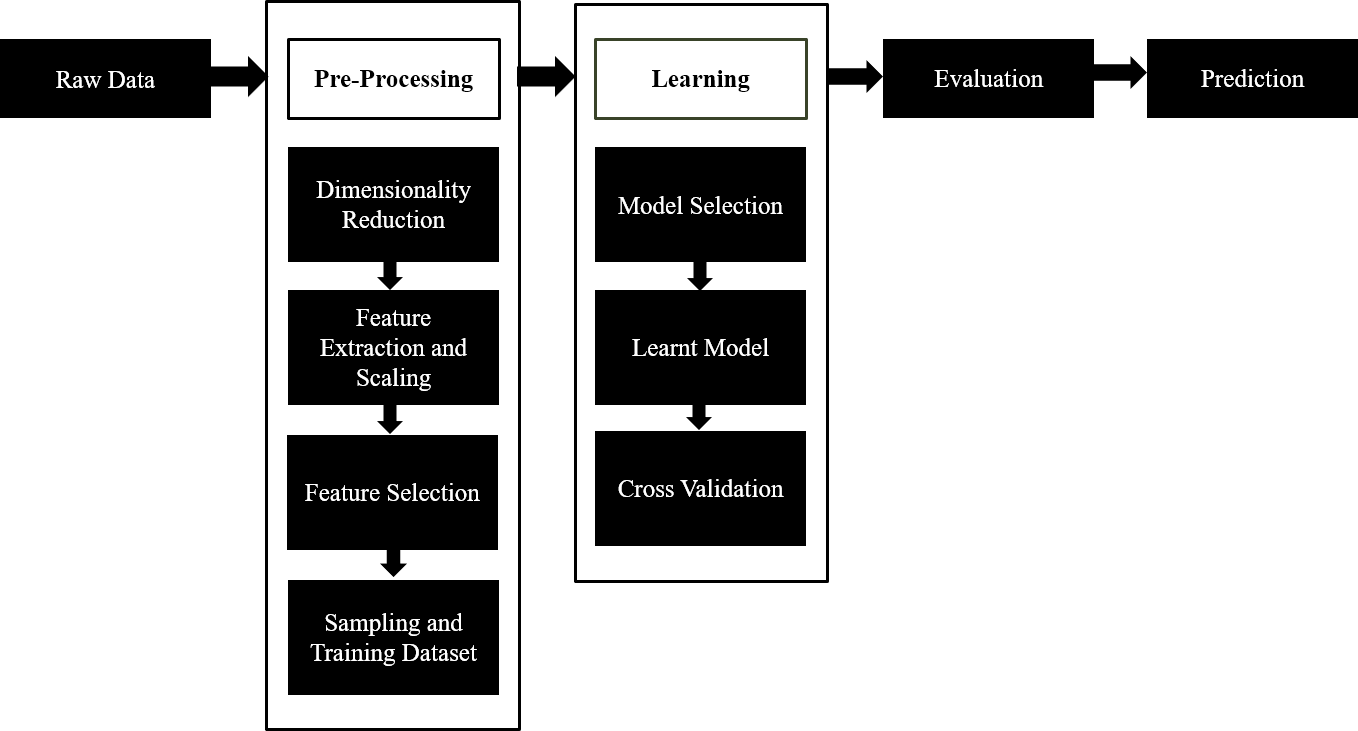 Raw Data
Pre-Processing
Dimensionality
Reduction
Feature
Extraction and
Scaling
Feature Selection
Sampling and
Training Dataset
Learning
Model Selection
Learnt Model
Cross Validation
Evaluation
Prediction